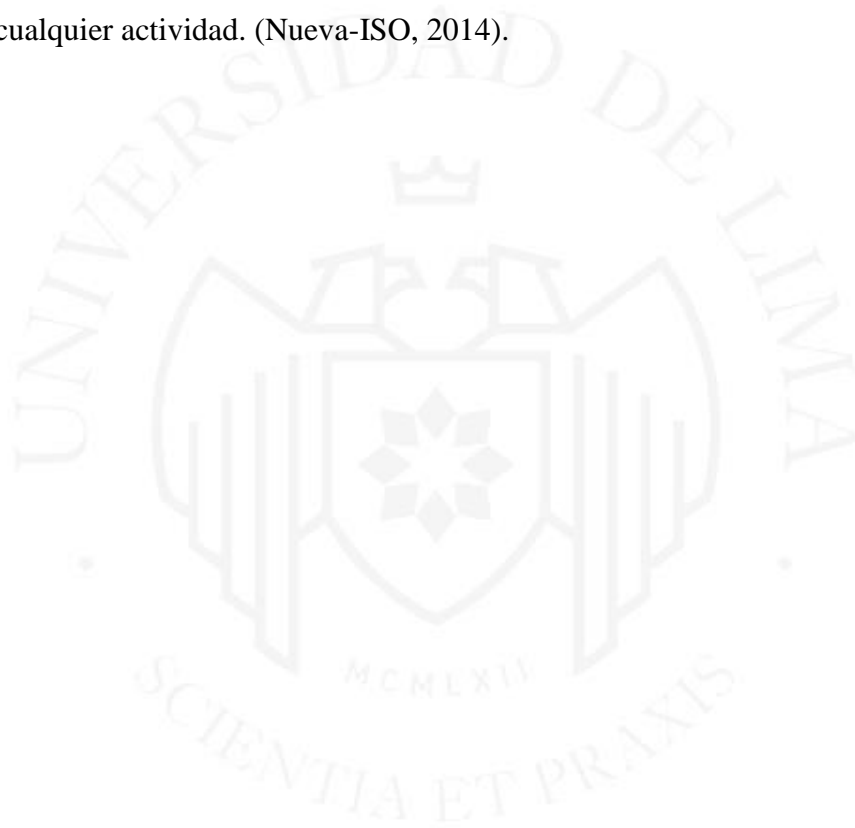 cualquier actividad. (Nueva-ISO, 2014).
UNIVERSIDAD DE LIMA
MCMLXII
SCIENTIA ET PRAXIS